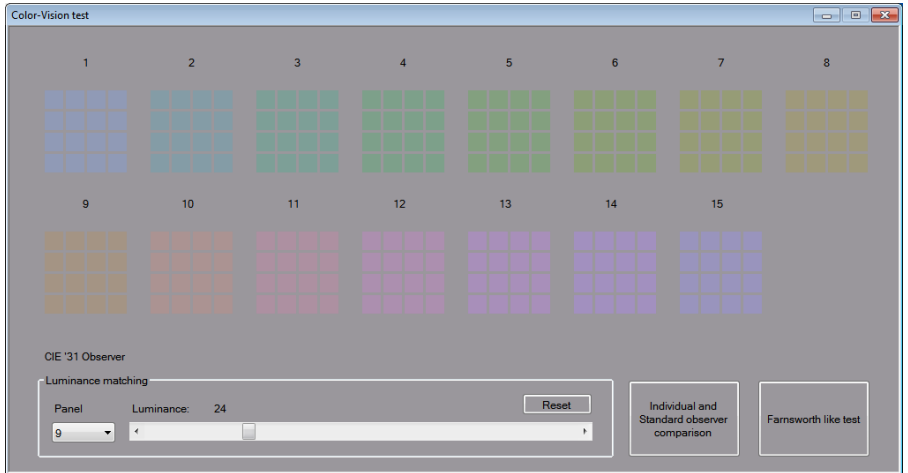 Color-Vision test
1 2 3 4 5 6 7 8
9 10 11 12 13 14 15
CIE '31 Observer
Luminance matching
Panel Luminance: 24 Reset
9
Individual and
Standard observer
comparison
Farnsworth like test